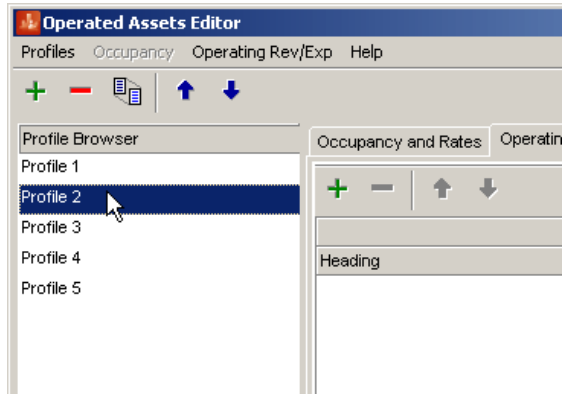 Operated Assets Editor
Profiles Occupancy Operating Rev/Exp Help
Profile Browser
Occupancy and Rates Operatin
Profile 1
Profile 2
Profile 3
Heading
Profile 4
Profile 5